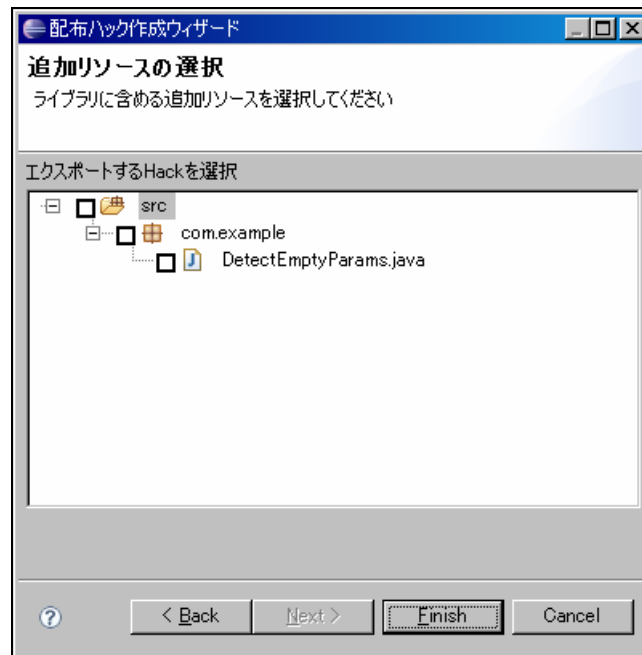 配布ハック作成ウィザード
追加リソースの選択
ライブラリに含める追加リソースを選択してください
エクスポートするHackを選択
src
com.example
DetectEmptyParams.java
< Back
Next >
Finish
Cancel